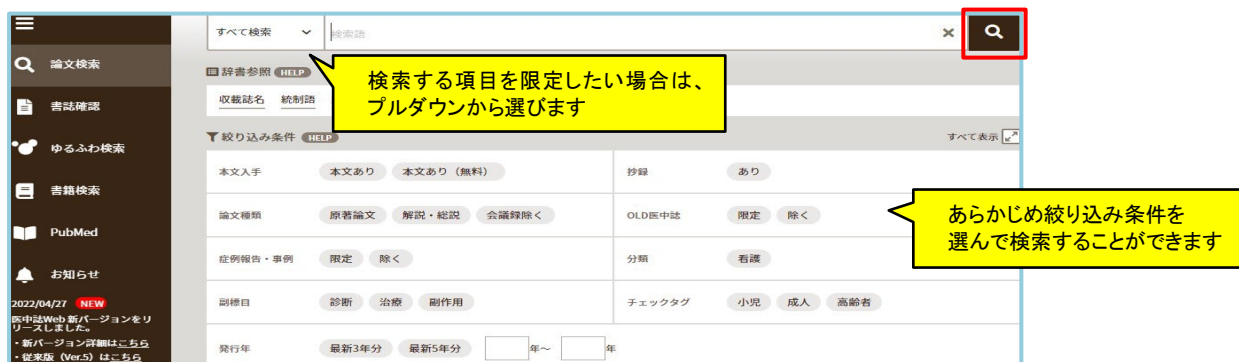 すべて検索
検索語
論文検索
辞書参照 HELP
検索する項目を限定したい場合は、
プルダウンから選びます
書誌確認
収載誌名 統制語
ゆるふわ検索
絞り込み条件 HELP
すべて表示
本文入手 本文あり 本文あり（無料） 抄録 あり
書籍検索
論文種類 原著論文 解説・総説 会議録除く OLD医中誌 限定 除く
あらかじめ絞り込み条件を
選んで検索することができます
PubMed
症例報告・事例 限定 除く 分類 看護
お知らせ
副標目 診断 治療 副作用 チェックタグ 小児 成人 高齢者
2022/04/27 NEW
医中誌Web 新バージョンをリ
リースしました。
・新バージョン詳細はこちら
・従来版（Ver.5）はこちら
発行年 最新3年分 最新5年分 年～ 年